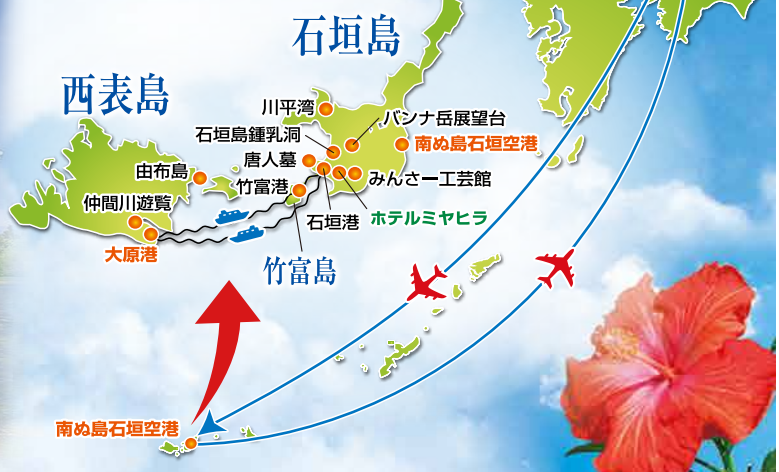 石垣島
西表島
川平湾
バンナ岳展望台
石垣島鍾乳洞
南ぬ島石垣空港
唐人墓
由布島
竹富港
みんさー工芸館
仲間川遊覧
石垣港
ホテルミヤヒラ
大原港
竹富島
南ぬ島石垣空港